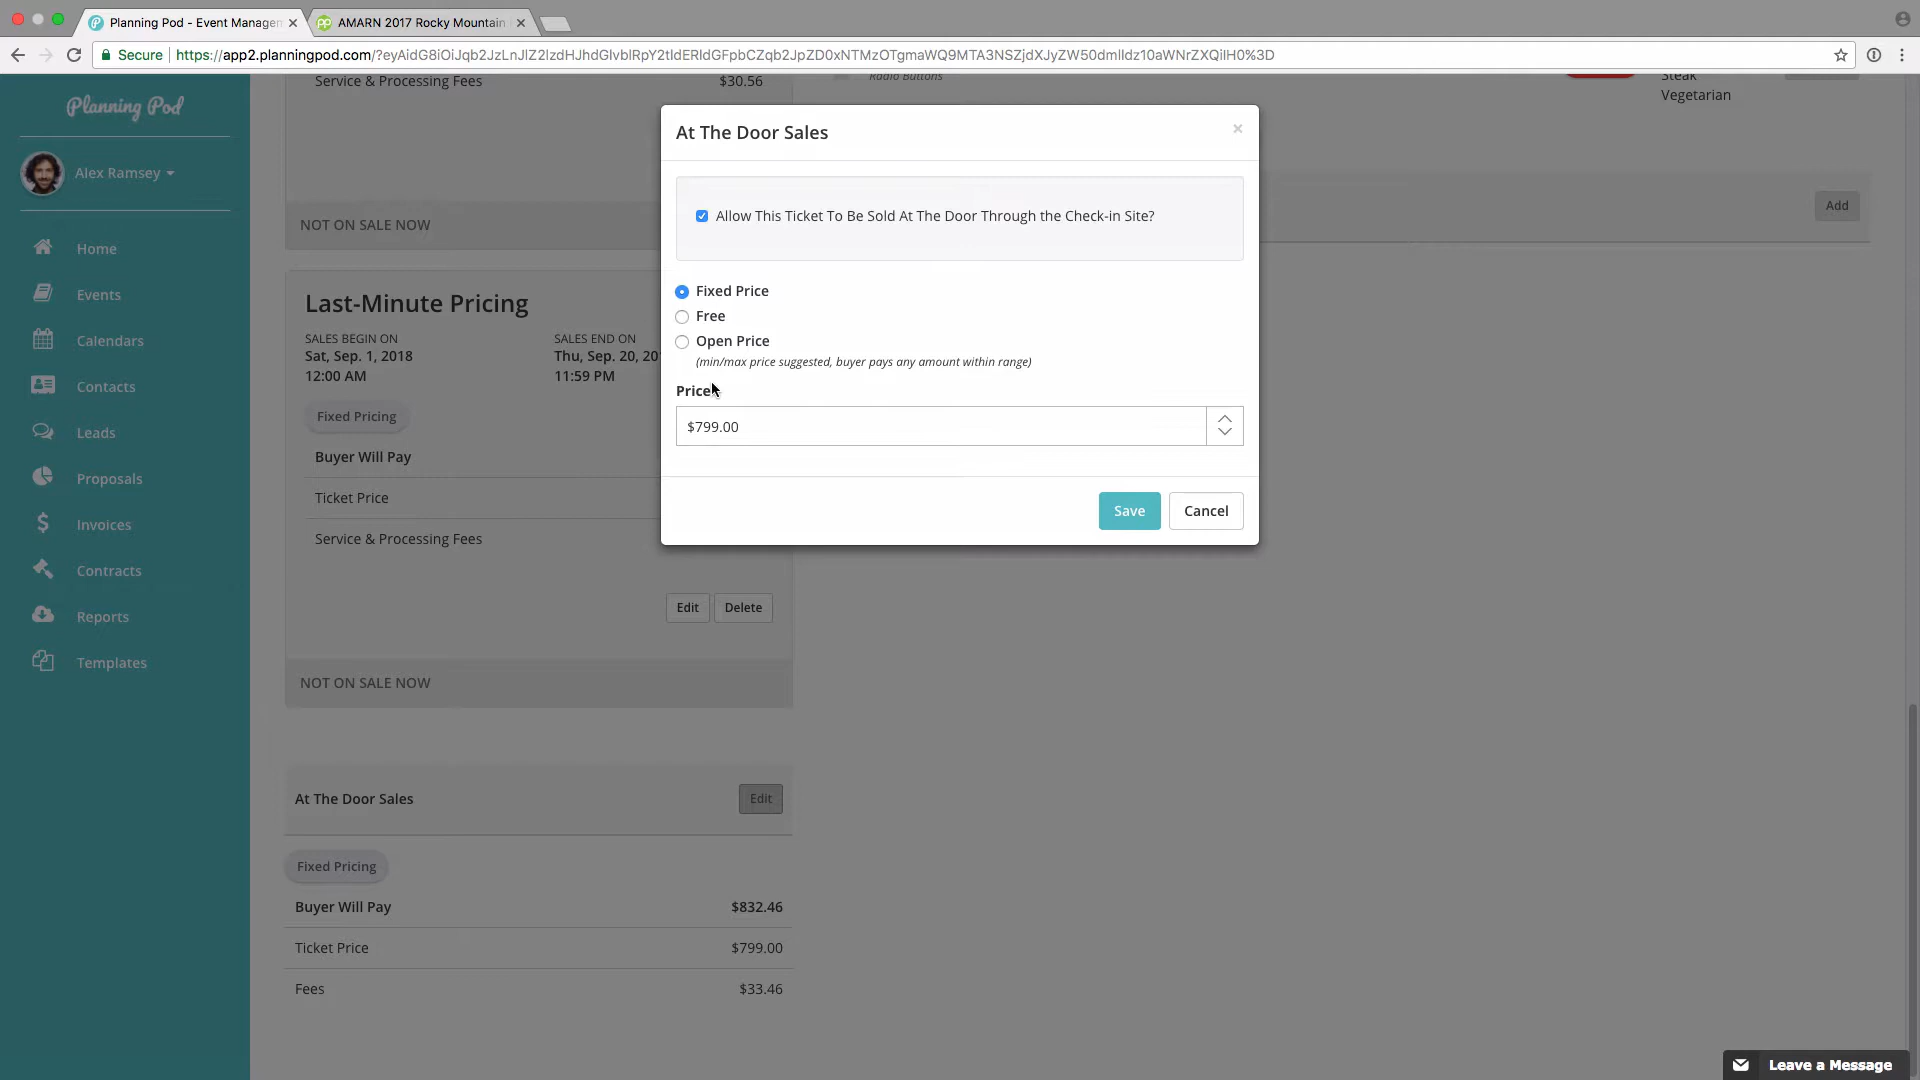 Planning Pod - Event Managem
AMARN 2017 Rocky Mountain
Secure
Planning Pod
Alex Ramsey
Home
Events
Calendars
Contacts
Leads
Proposals
Invoices
Contracts
Reports
Templates
Service & Processing Fees $30.56
NOT ON SALE NOW
Last-Minute Pricing
SALES BEGIN ON
Sat, Sep. 1, 2018
12:00 AM
SALES END ON
Thu, Sep. 20, 20
11:59 PM
Fixed Pricing
Buyer Will Pay
Ticket Price
Service & Processing Fees
Edit Delete
NOT ON SALE NOW
At The Door Sales Edit
Fixed Pricing
Buyer Will Pay $832.46
Ticket Price $799.00
Fees $33.46
Radio Buttons
Steak
Vegetarian
Add
At The Door Sales
Allow This Ticket To Be Sold At The Door Through the Check-in Site?
Fixed Price
Free
Open Price
(min/max price suggested, buyer pays any amount within range)
Price
$799.00
Save Cancel
Leave a Message